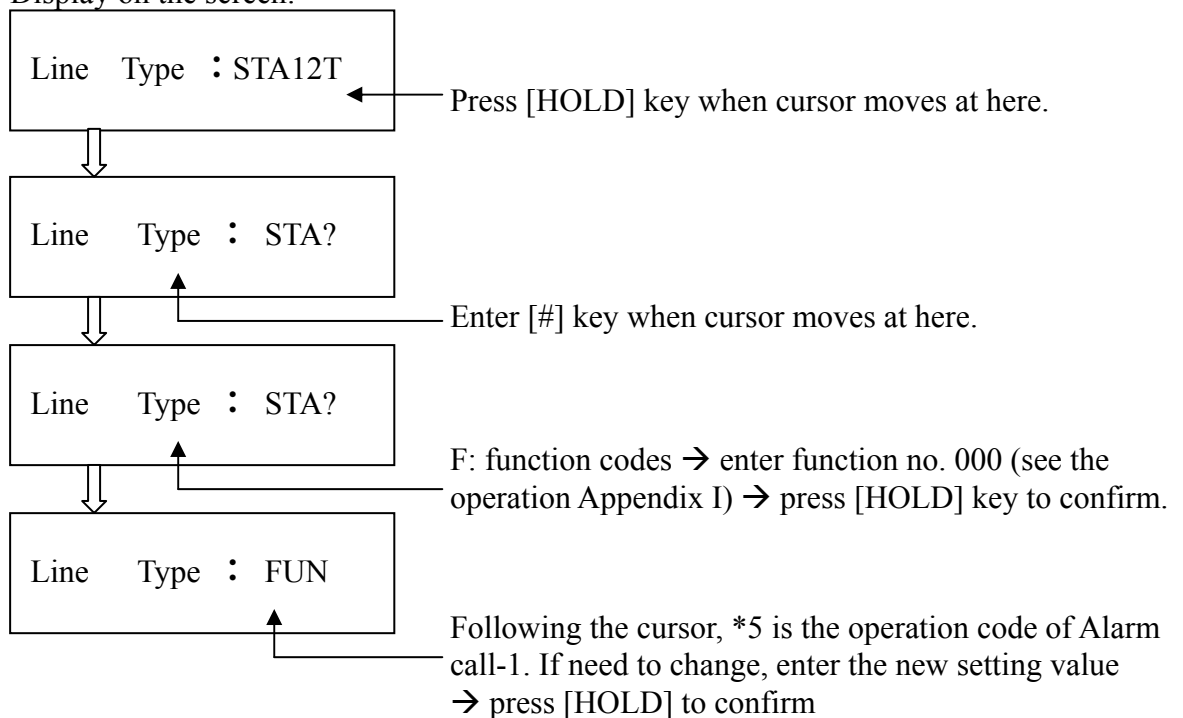 Display on the screen:
Line Type : STA12T
Press [HOLD] key when cursor moves at here.
Line Type : STA?
Enter [#] key when cursor moves at here.
Line Type : STA?
F: function codes → enter function no. 000 (see the
operation Appendix I) → press [HOLD] key to confirm.
Line Type : FUN
Following the cursor, *5 is the operation code of Alarm
call-1. If need to change, enter the new setting value
→ press [HOLD] to confirm